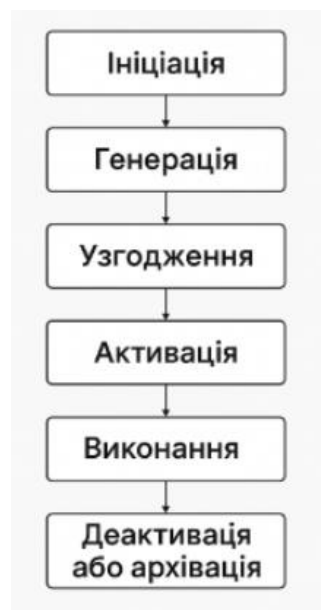 Ініціація
Генерація
Узгодження
Активація
Виконання
Деактивація
або архівація